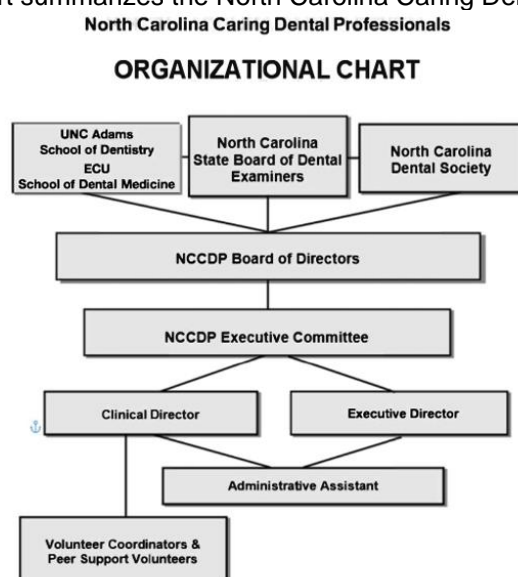 rt summarizes the North Carolina Caring De
North Carolina Caring Dental Professionals
ORGANIZATIONAL CHART
UNC Adams
School of Dentistry
ECU
School of Dental Medicine
North Carolina
State Board of Dental
Examiners
North Carolina
Dental Society
NCCDP Board of Directors
NCCDP Executive Committee
Clinical Director
Executive Director
Administrative Assistant
Volunteer Coordinators &
Peer Support Volunteers